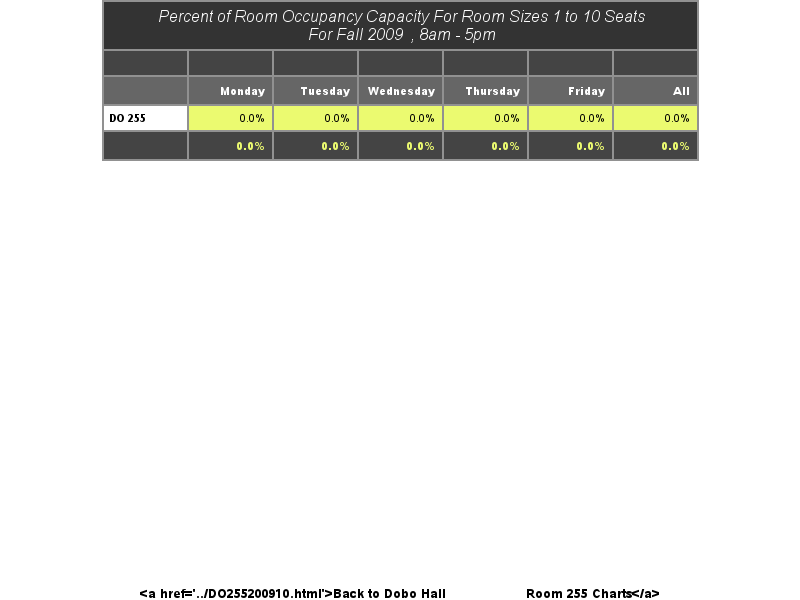 Percent of Room Occupancy Capacity For Room Sizes 1 to 10 Seats
For Fall 2009 , 8am - 5pm
Monday Tuesday Wednesday Thursday Friday All
DO 255 0.0% 0.0% 0.0% 0.0% 0.0% 0.0%
0.0% 0.0% 0.0% 0.0% 0.0% 0.0%
<a href='../DO255200910.html'>Back to Dobo Hall Room 255 Charts</a>